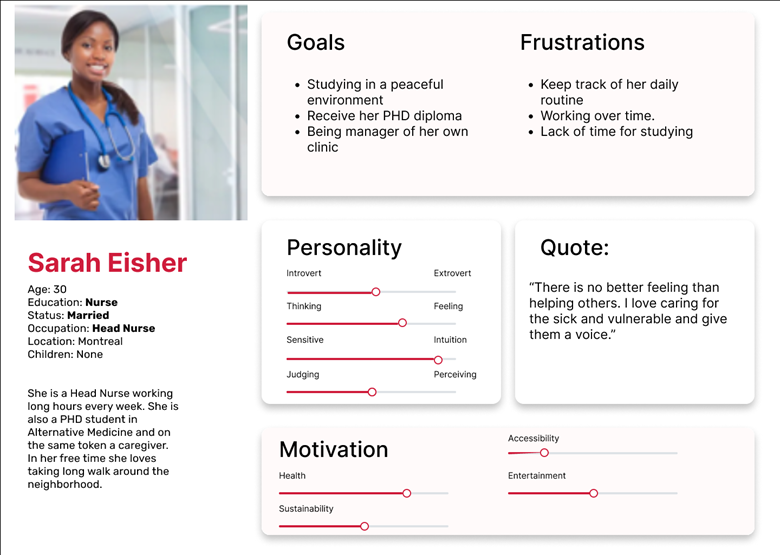 Sarah Eisher
Age: 30
Education: Nurse
Status: Married
Occupation: Head Nurse
Location: Montreal
Children: None
She is a Head Nurse working
long hours every week. She is
also a PHD student in
Alternative Medicine and on
the same token a caregiver.
In her free time she loves
taking long walk around the
neighborhood.
Goals
• Studying in a peaceful
environment
• Receive her PHD diploma
• Being manager of her own
clinic
Frustrations
• Keep track of her daily
routine
• Working over time.
• Lack of time for studying
Personality
Introvert Extrovert
Thinking Feeling
Sensitive Intuition
Judging Perceiving
Quote:
“There is no better feeling than
helping others. I love caring for
the sick and vulnerable and give
them a voice.”
Motivation
Health
Sustainability
Accessibility
Entertainment